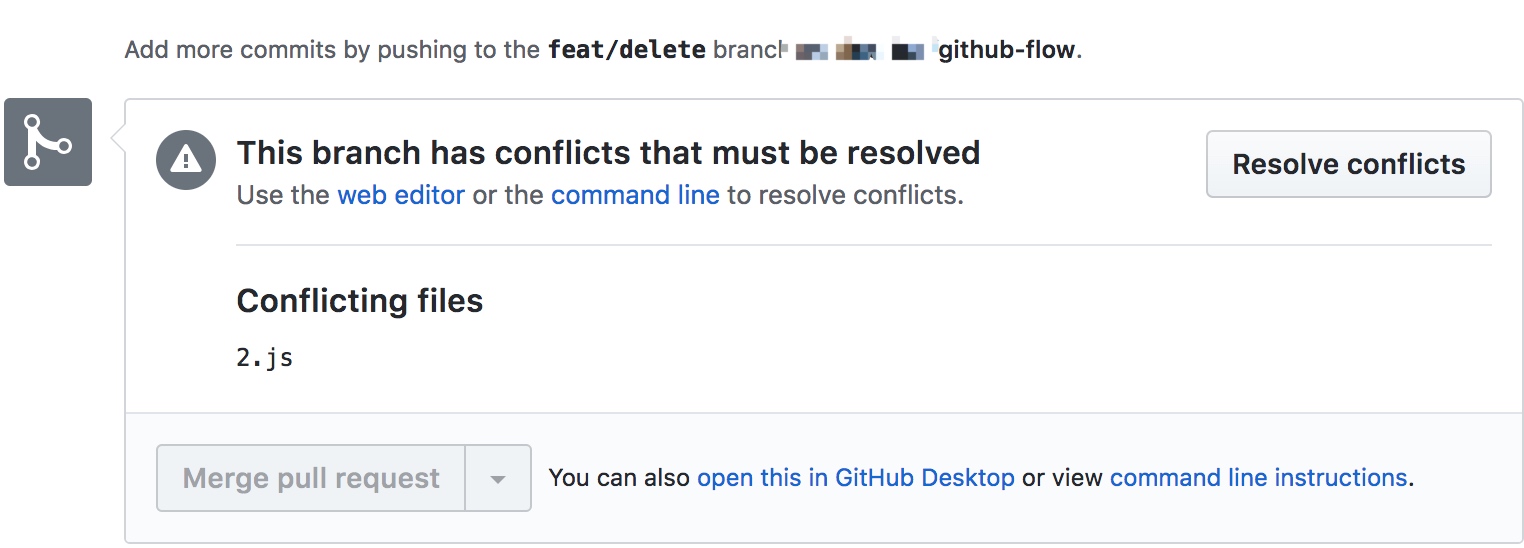 Add more commits by pushing to the feat/delete branch github-flow.
This branch has conflicts that must be resolved
Resolve conflicts
Use the web editor or the command line to resolve conflicts.
Conflicting files
2.js
Merge pull request
You can also open this in GitHub Desktop or view command line instructions.